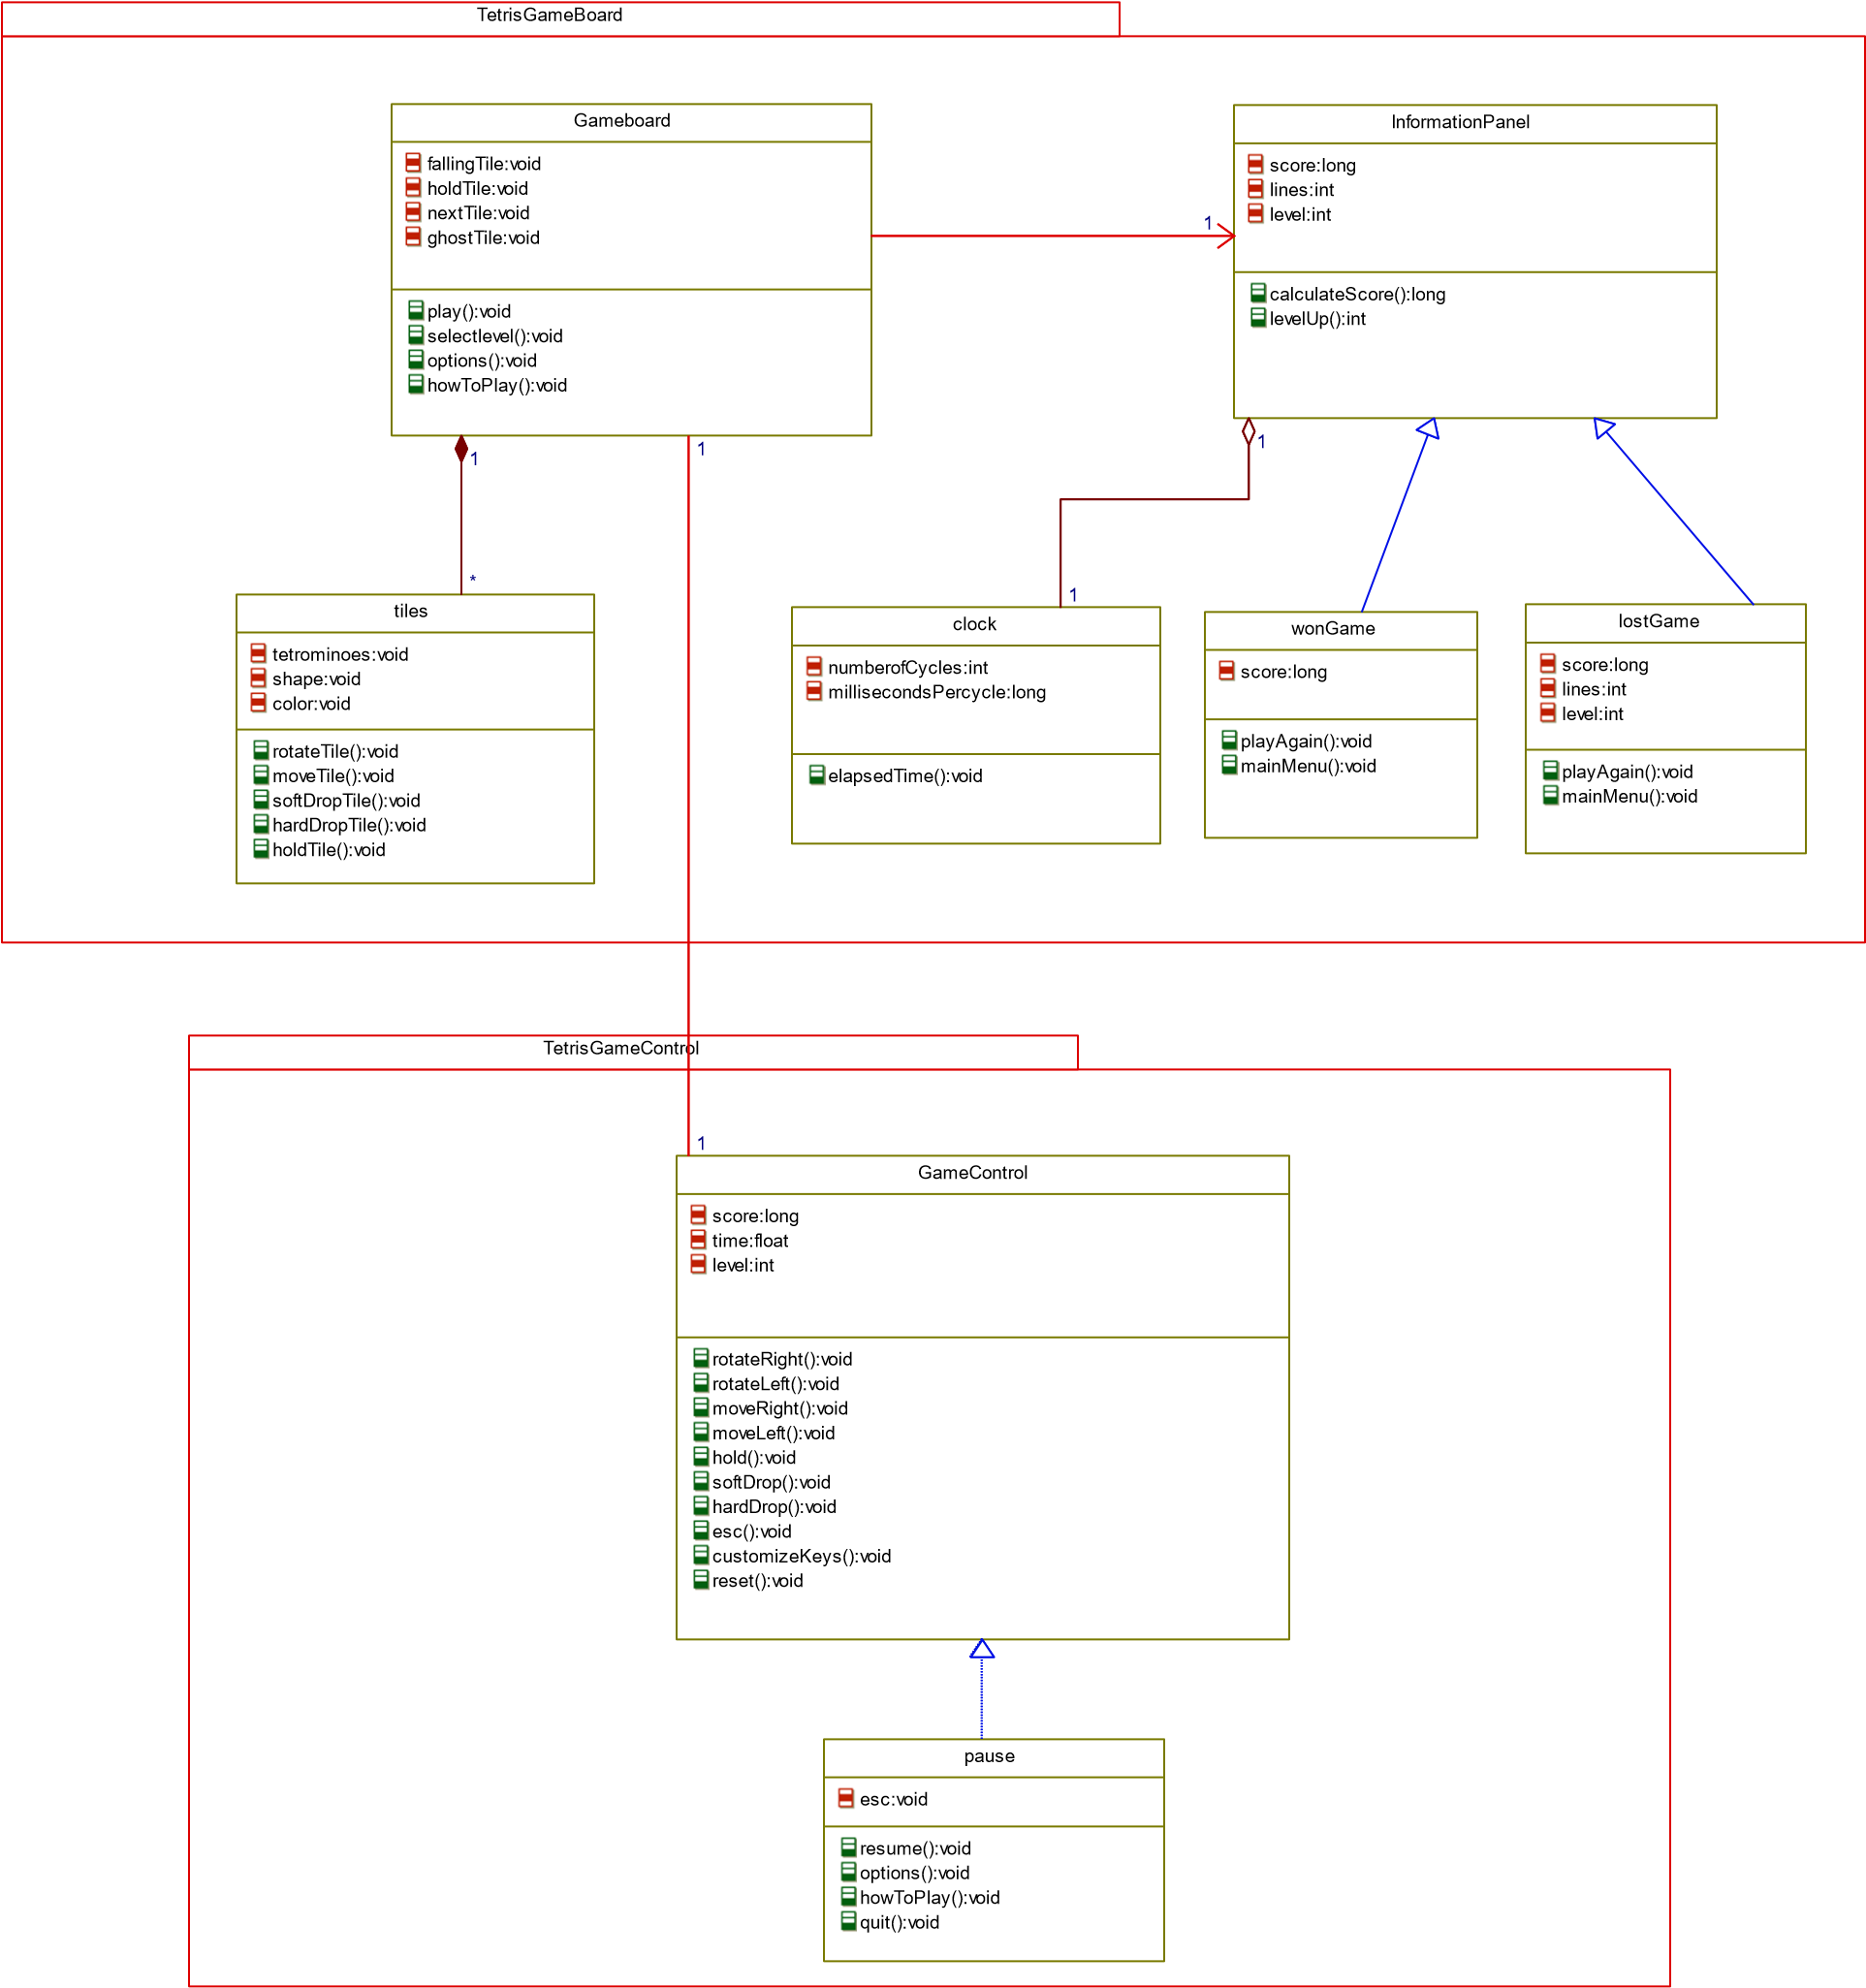 TetrisGameBoard
Gameboard
fallingTile:void
holdTile:void
nextTile:void
ghostTile:void
play():void
selectlevel():void
options():void
howToPlay():void
1
InformationPanel
score:long
lines:int
level:int
calculateScore():long
levelUp():int
1
1
1
*
tiles
tetrominoes:void
shape:void
color:void
rotateTile():void
moveTile():void
softDropTile():void
hardDropTile():void
holdTile():void
1
clock
numberofCycles:int
millisecondsPercycle:long
elapsedTime():void
wonGame
score:long
playAgain():void
mainMenu():void
lostGame
score:long
lines:int
level:int
playAgain():void
mainMenu():void
TetrisGameControl
1
GameControl
score:long
time:float
level:int
rotateRight():void
rotateLeft():void
moveRight():void
moveLeft():void
hold():void
softDrop():void
hardDrop():void
esc():void
customizeKeys():void
reset():void
pause
esc:void
resume():void
options():void
howToPlay():void
quit():void